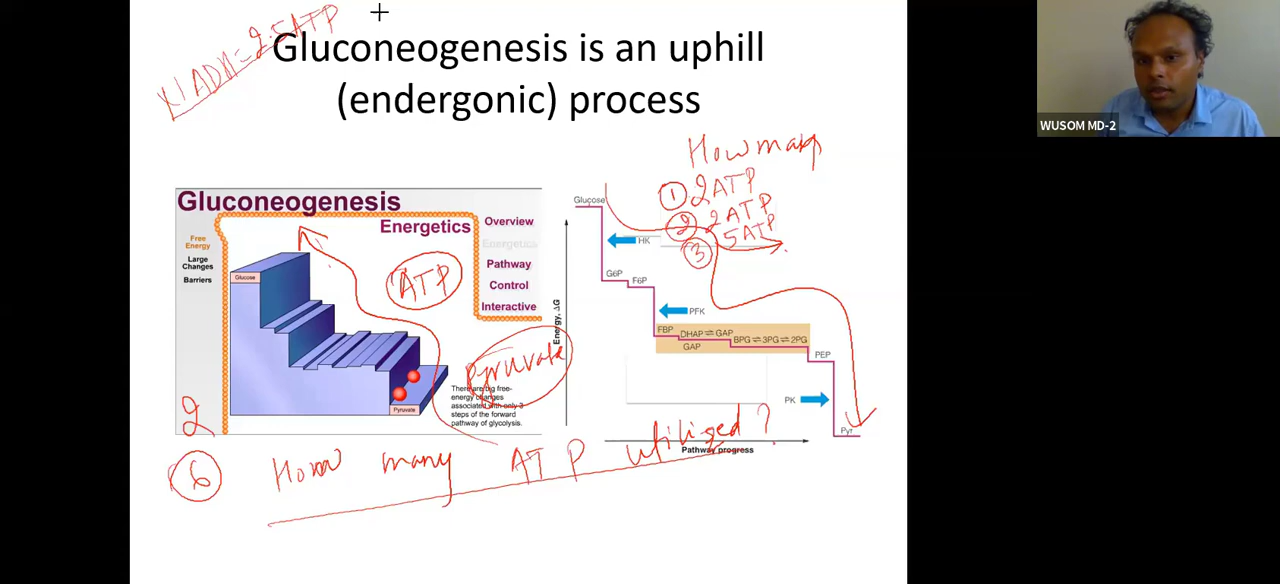 NADH = 2.5ATP
Gluconeogenesis is an uphill
(endergonic) process
WUSOM MD-2
How many
① 2 ATP
② 2 ATP
③ 5 ATP
Gluconeogenesis
Energetics
Free
Energy
Large
Changes
Barriers
Overview
Energetics
Pathway
Control
Interactive
Glucose
ATP
Pyruvate
There are big free-
energy changes
associated with only 3
steps of the forward
pathway of glycolysis.
Pyruvate
Glucose
HK
G6P
F6P
PFK
Energy, ΔG
FBP
DHAP ⇌ GAP
GAP
BPG ⇌ 3PG ⇌ 2PG
PEP
PK
Pyr
Pathway progress
2
6
How many ATP utilized?